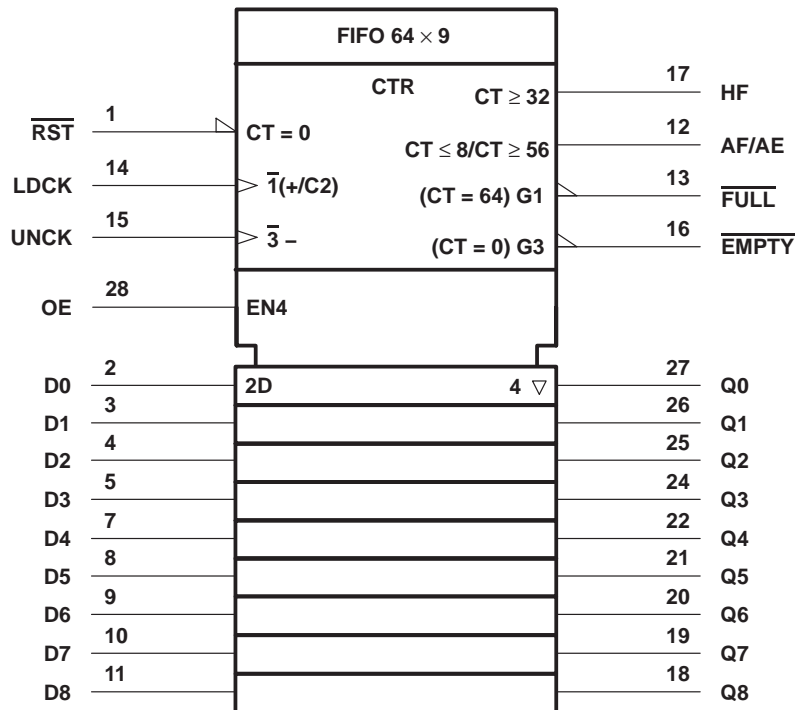 FIFO 64 × 9
CTR
RST 1 CT = 0 CT ≥ 32 17 HF
LDCK 14 1̅(+/C2) CT ≤ 8/CT ≥ 56 12 AF/AE
UNCK 15 3̅ – (CT = 64) G1 13 F̅U̅L̅L̅
(CT = 0) G3 16 E̅M̅P̅T̅Y̅
OE 28 EN4
D0 2 2D 4 ▽ 27 Q0
D1 3 26 Q1
D2 4 25 Q2
D3 5 24 Q3
D4 7 22 Q4
D5 8 21 Q5
D6 9 20 Q6
D7 10 19 Q7
D8 11 18 Q8